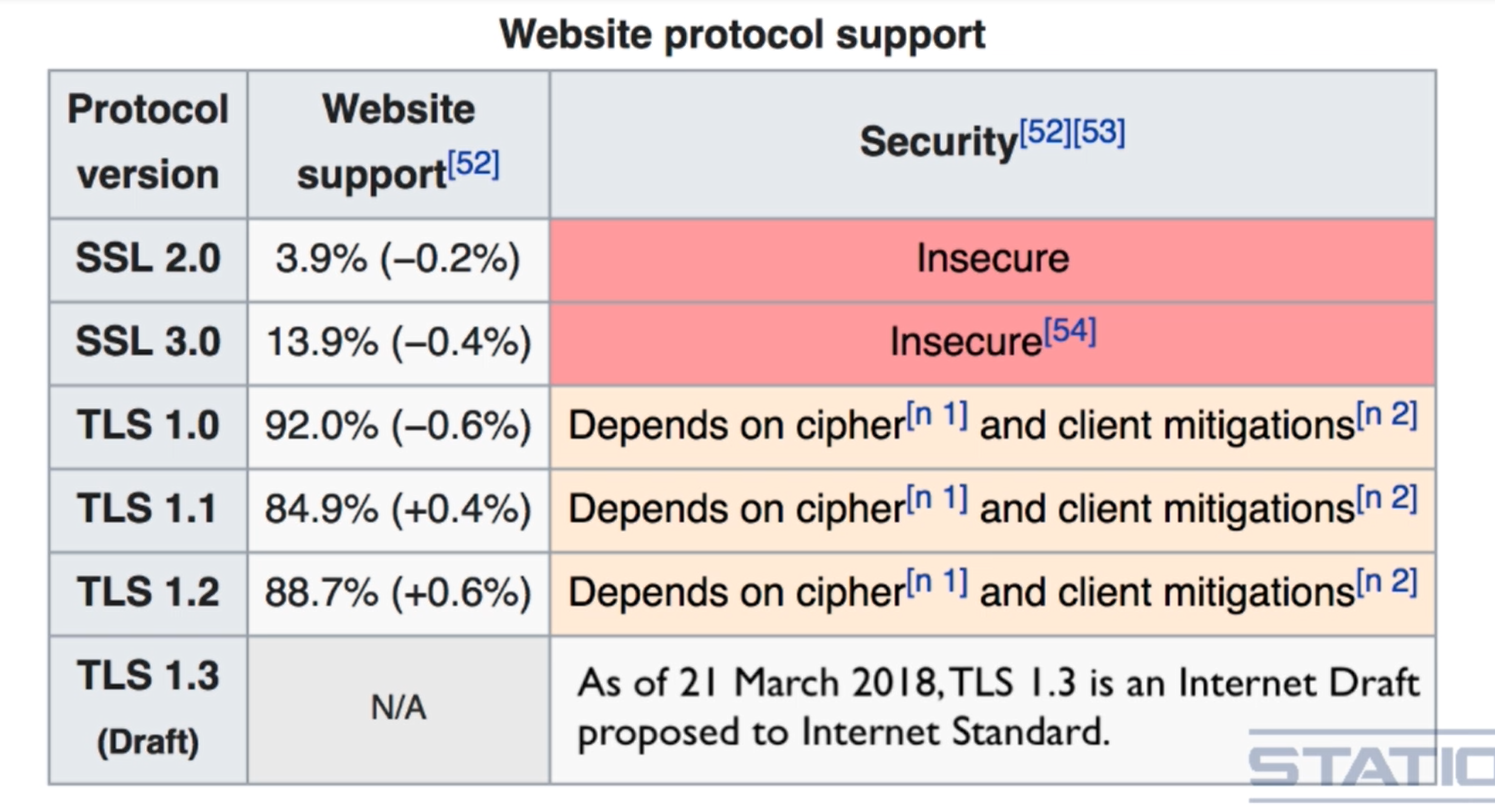 Website protocol support
Protocol version
Website support[52]
Security[52][53]
SSL 2.0 3.9% (−0.2%) Insecure
SSL 3.0 13.9% (−0.4%) Insecure[54]
TLS 1.0 92.0% (−0.6%) Depends on cipher[n 1] and client mitigations[n 2]
TLS 1.1 84.9% (+0.4%) Depends on cipher[n 1] and client mitigations[n 2]
TLS 1.2 88.7% (+0.6%) Depends on cipher[n 1] and client mitigations[n 2]
TLS 1.3
(Draft)
N/A
As of 21 March 2018, TLS 1.3 is an Internet Draft
proposed to Internet Standard.